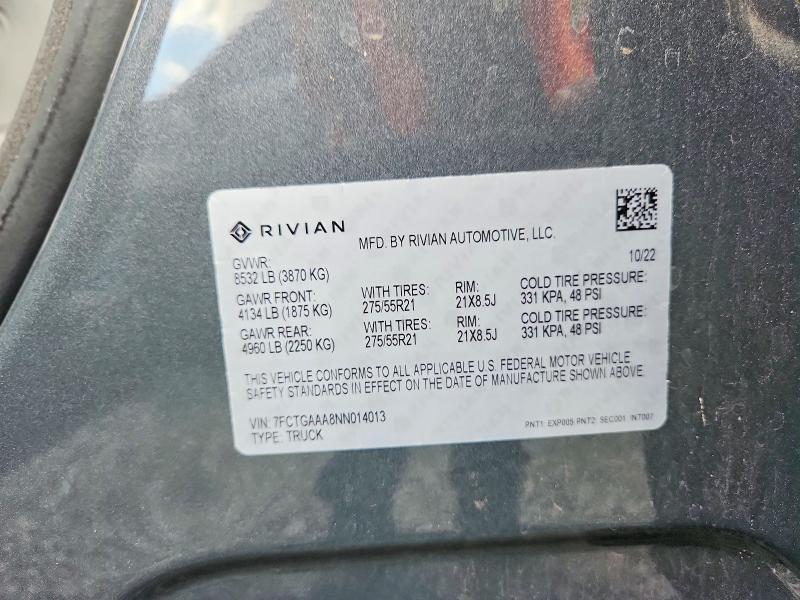 RIVIAN MFD. BY RIVIAN AUTOMOTIVE, LLC.
10/22
GVWR:
8532 LB (3870 KG)
GAWR FRONT: WITH TIRES: RIM: COLD TIRE PRESSURE:
4134 LB (1875 KG) 275/55R21 21X8.5J 331 KPA, 48 PSI
GAWR REAR: WITH TIRES: RIM: COLD TIRE PRESSURE:
4960 LB (2250 KG) 275/55R21 21X8.5J 331 KPA, 48 PSI
THIS VEHICLE CONFORMS TO ALL APPLICABLE U.S. FEDERAL MOTOR VEHICLE
SAFETY STANDARDS IN EFFECT ON THE DATE OF MANUFACTURE SHOWN ABOVE.
VIN: 7FCTGAAA8NN014013
TYPE: TRUCK
PNT1: EXP005 PNT2: SEC001 INT007